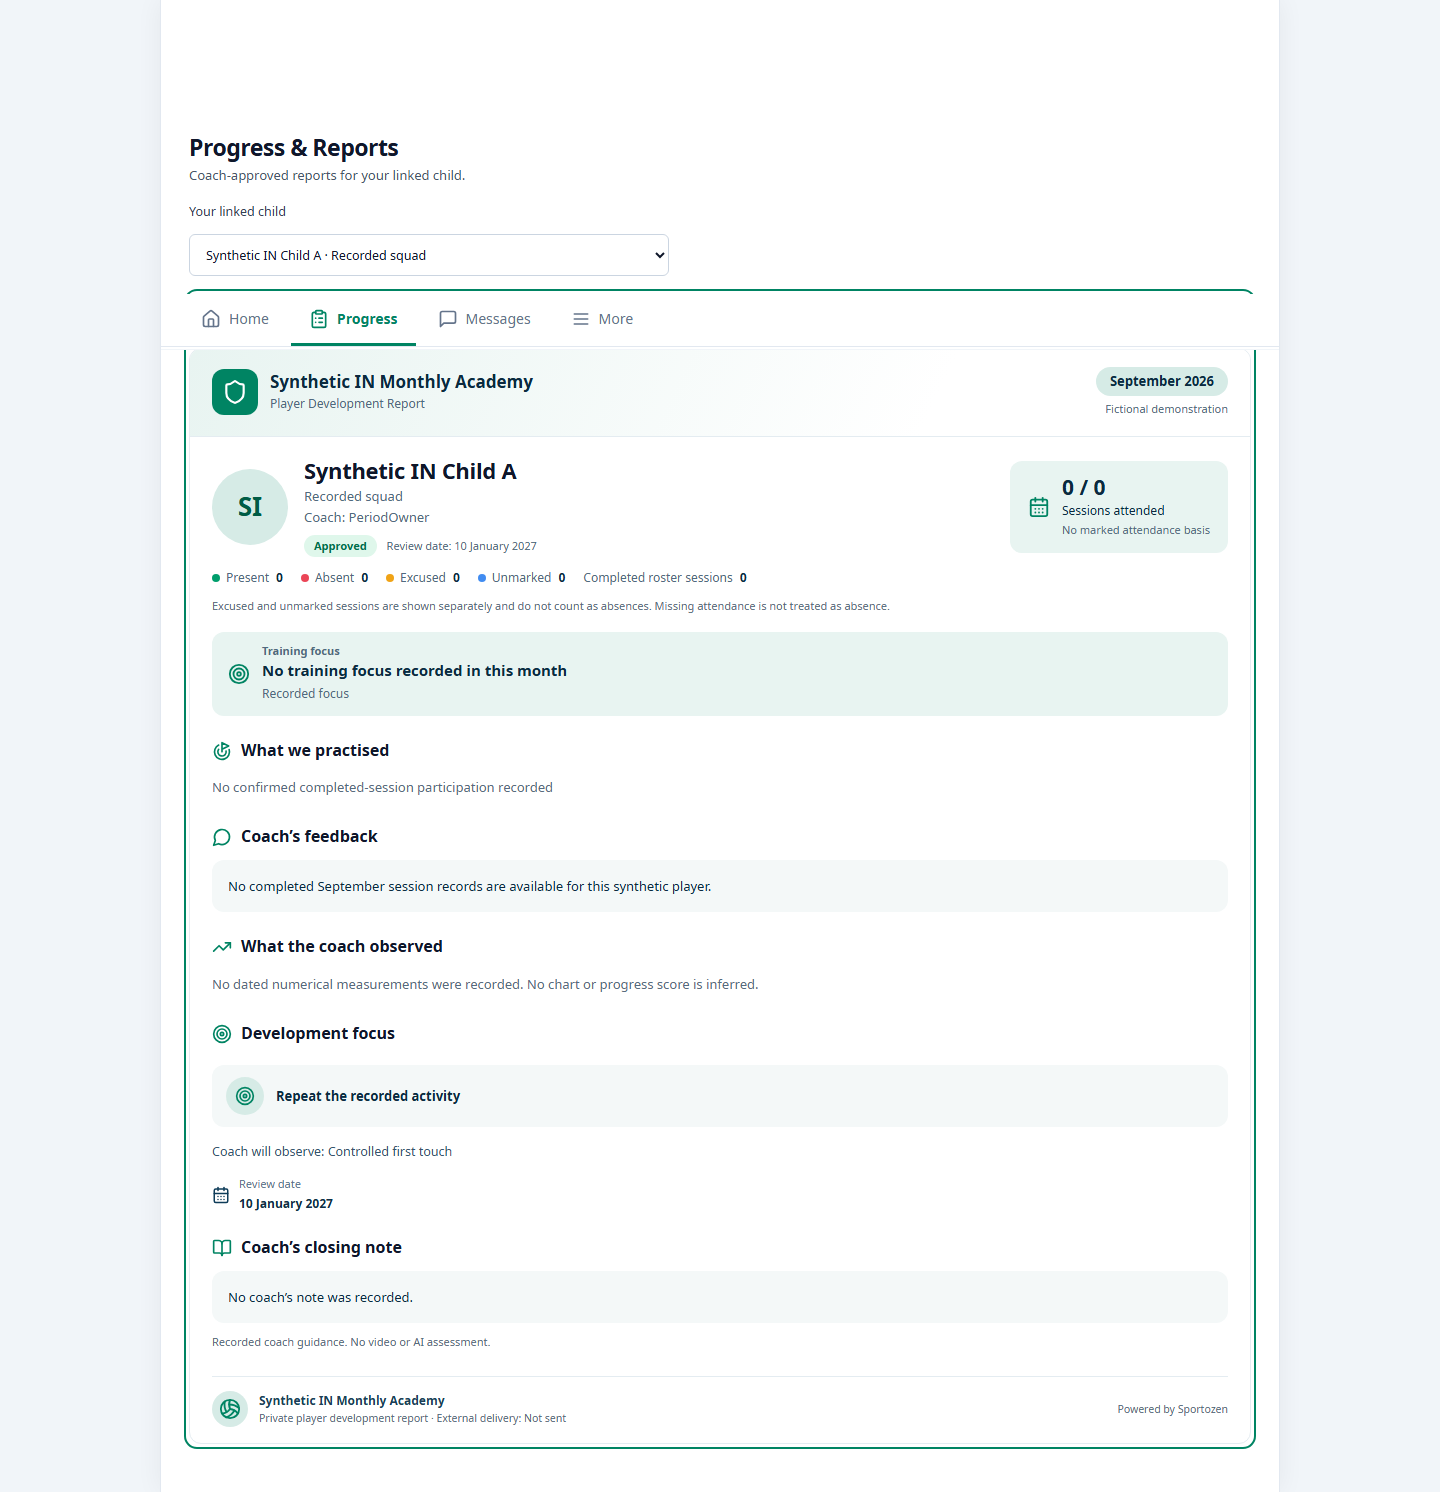 Progress & Reports
Coach-approved reports for your linked child.
Your linked child
Synthetic IN Child A · Recorded squad
Home
Progress
Messages
More
Synthetic IN Monthly Academy
Player Development Report
September 2026
Fictional demonstration
SI
Synthetic IN Child A
Recorded squad
Coach: PeriodOwner
Approved
Review date: 10 January 2027
0 / 0
Sessions attended
No marked attendance basis
Present 0
Absent 0
Excused 0
Unmarked 0
Completed roster sessions 0
Excused and unmarked sessions are shown separately and do not count as absences. Missing attendance is not treated as absence.
Training focus
No training focus recorded in this month
Recorded focus
What we practised
No confirmed completed-session participation recorded
Coach’s feedback
No completed September session records are available for this synthetic player.
What the coach observed
No dated numerical measurements were recorded. No chart or progress score is inferred.
Development focus
Repeat the recorded activity
Coach will observe: Controlled first touch
Review date
10 January 2027
Coach’s closing note
No coach’s note was recorded.
Recorded coach guidance. No video or AI assessment.
Synthetic IN Monthly Academy
Private player development report · External delivery: Not sent
Powered by Sportozen